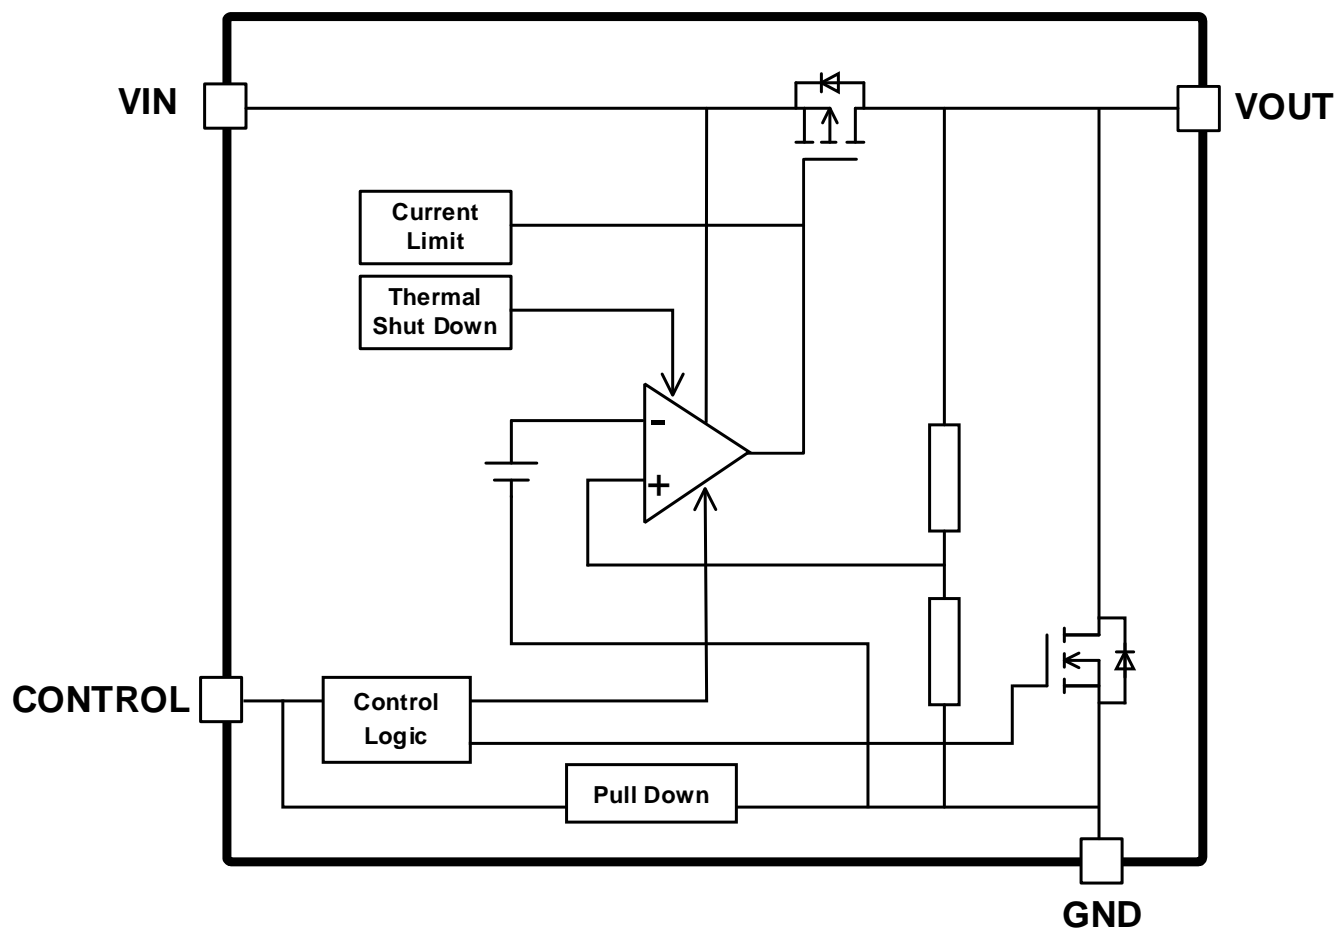 VIN
VOUT
Current
Limit
Thermal
Shut Down
-
+
CONTROL
Control
Logic
Pull Down
GND